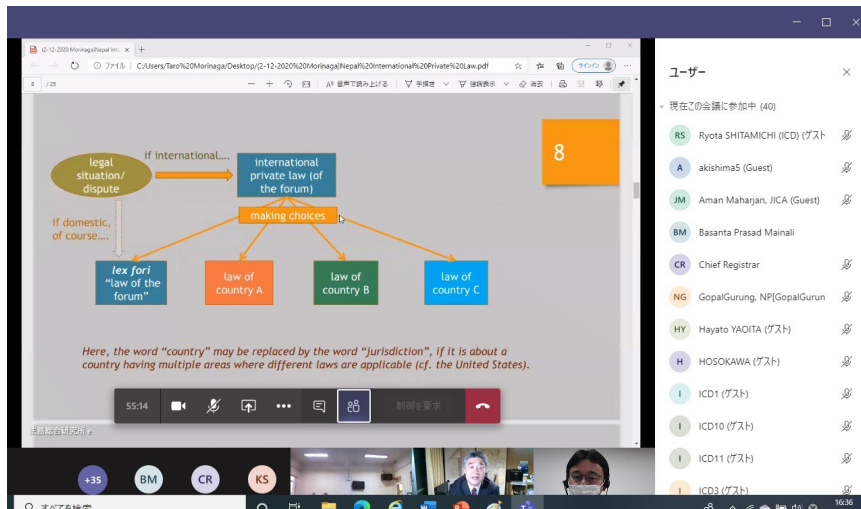 (2-12-2020 Morinaga)Nepal Int
ファイル
C:/Users/Taro%20Morinaga/Desktop/(2-12-2020%20Morinaga)Nepal%20International%20Private%20Law.pdf
サインイン
8 /25
音声で読み上げる
手描き
強調表示
消去
8
legal
situation/
dispute
if international....
international
private law (of
the forum)
making choices
if domestic,
of course....
lex fori
"law of the
forum"
law of
country A
law of
country B
law of
country C
Here, the word "country" may be replaced by the word "jurisdiction", if it is about a
country having multiple areas where different laws are applicable (cf. the United States).
55:14
制御を要求
法務総合研究所
+35
BM
CR
KS
ユーザー
現在この会議に参加中 (40)
RS Ryota SHITAMICHI (ICD) (ゲスト
A akishima5 (Guest)
JM Aman Maharjan, JICA (Guest)
BM Basanta Prasad Mainali
CR Chief Registrar
NG GopalGurung, NP[GopalGurun
HY Hayato YAOITA (ゲスト)
H HOSOKAWA (ゲスト)
I ICD1 (ゲスト)
I ICD10 (ゲスト)
I ICD11 (ゲスト)
I ICD3 (ゲスト)
すべてを検索
16:36